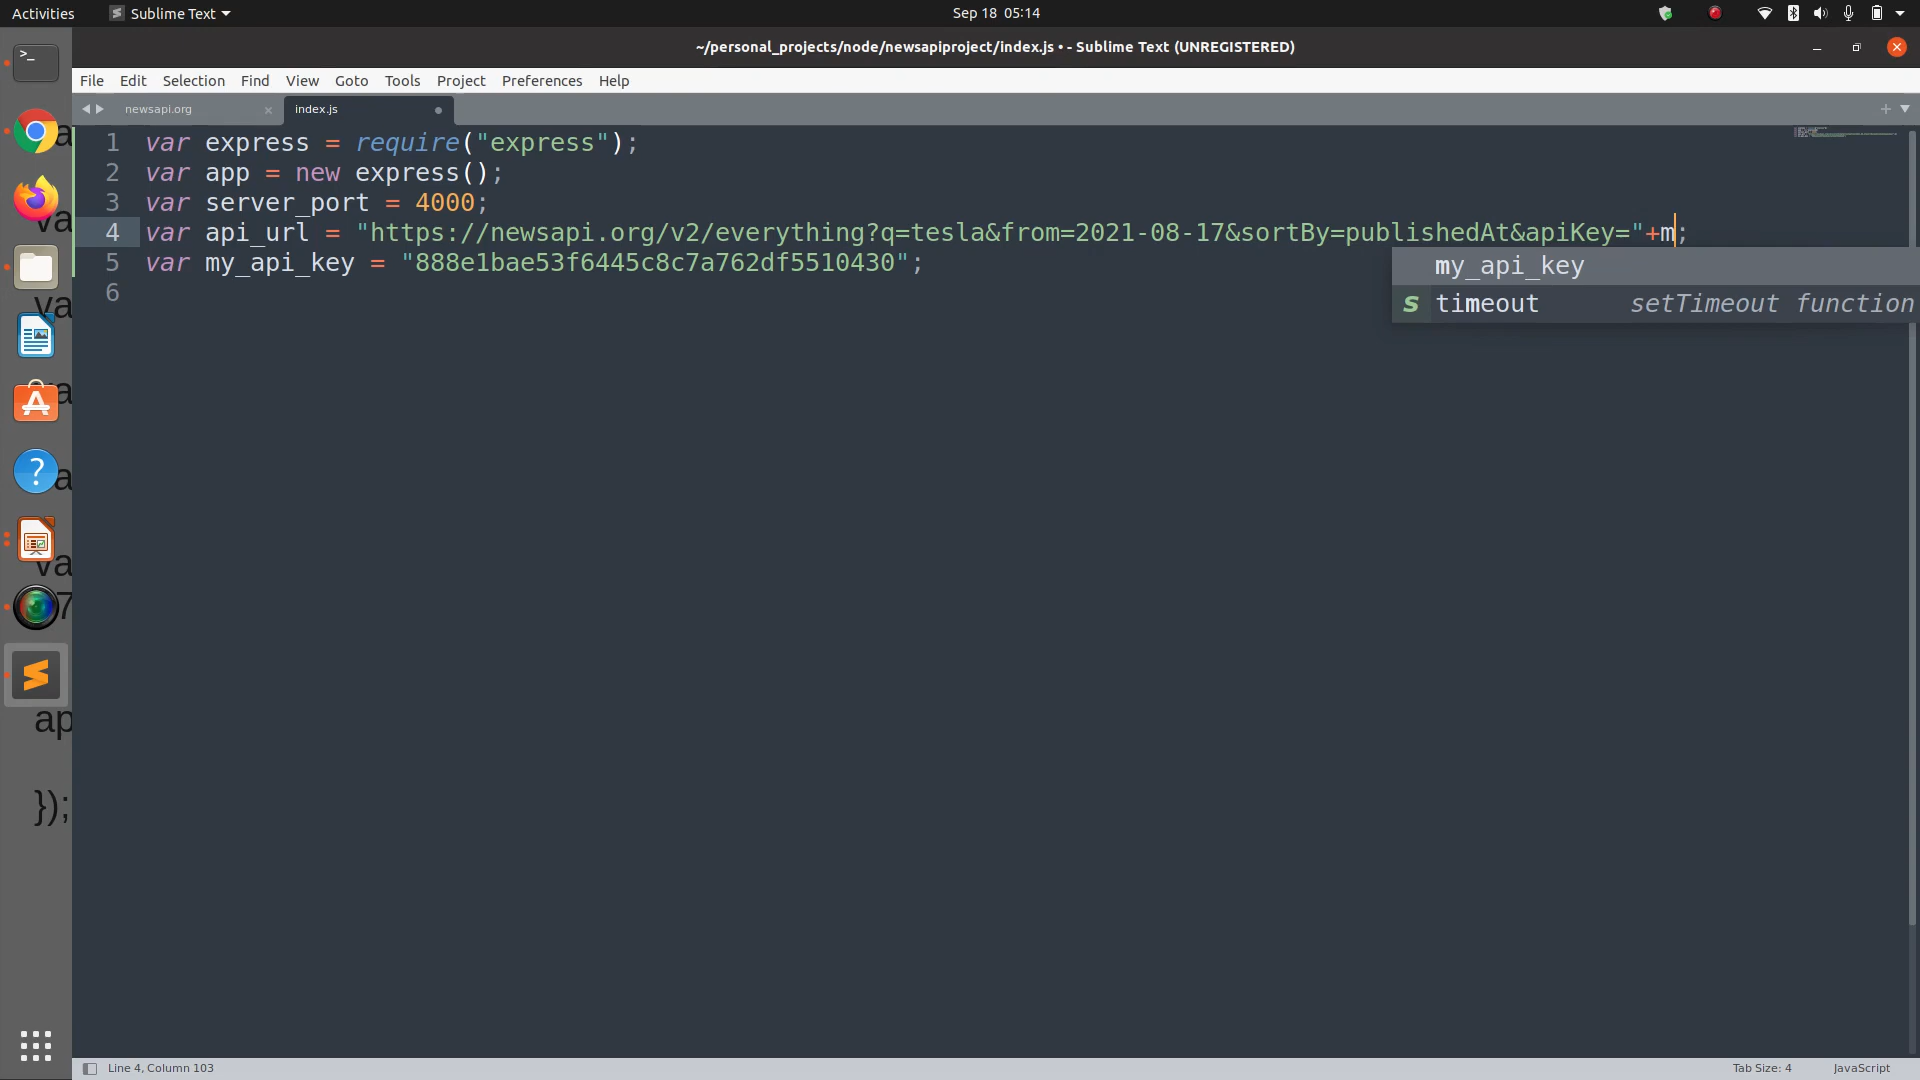 Activities
Sublime Text
Sep 18 05:14
~/personal_projects/node/newsapiproject/index.js • - Sublime Text (UNREGISTERED)
File Edit Selection Find View Goto Tools Project Preferences Help
newsapi.org
index.js
1 var express = require("express");
2 var app = new express();
3 var server_port = 4000;
4 var api_url = "https://newsapi.org/v2/everything?q=tesla&from=2021-08-17&sortBy=publishedAt&apiKey="+m;
5 var my_api_key = "888e1bae53f6445c8c7a762df5510430";
6
my_api_key
s timeout setTimeout function
va
va
ap
});
Line 4, Column 103
Tab Size: 4
JavaScript